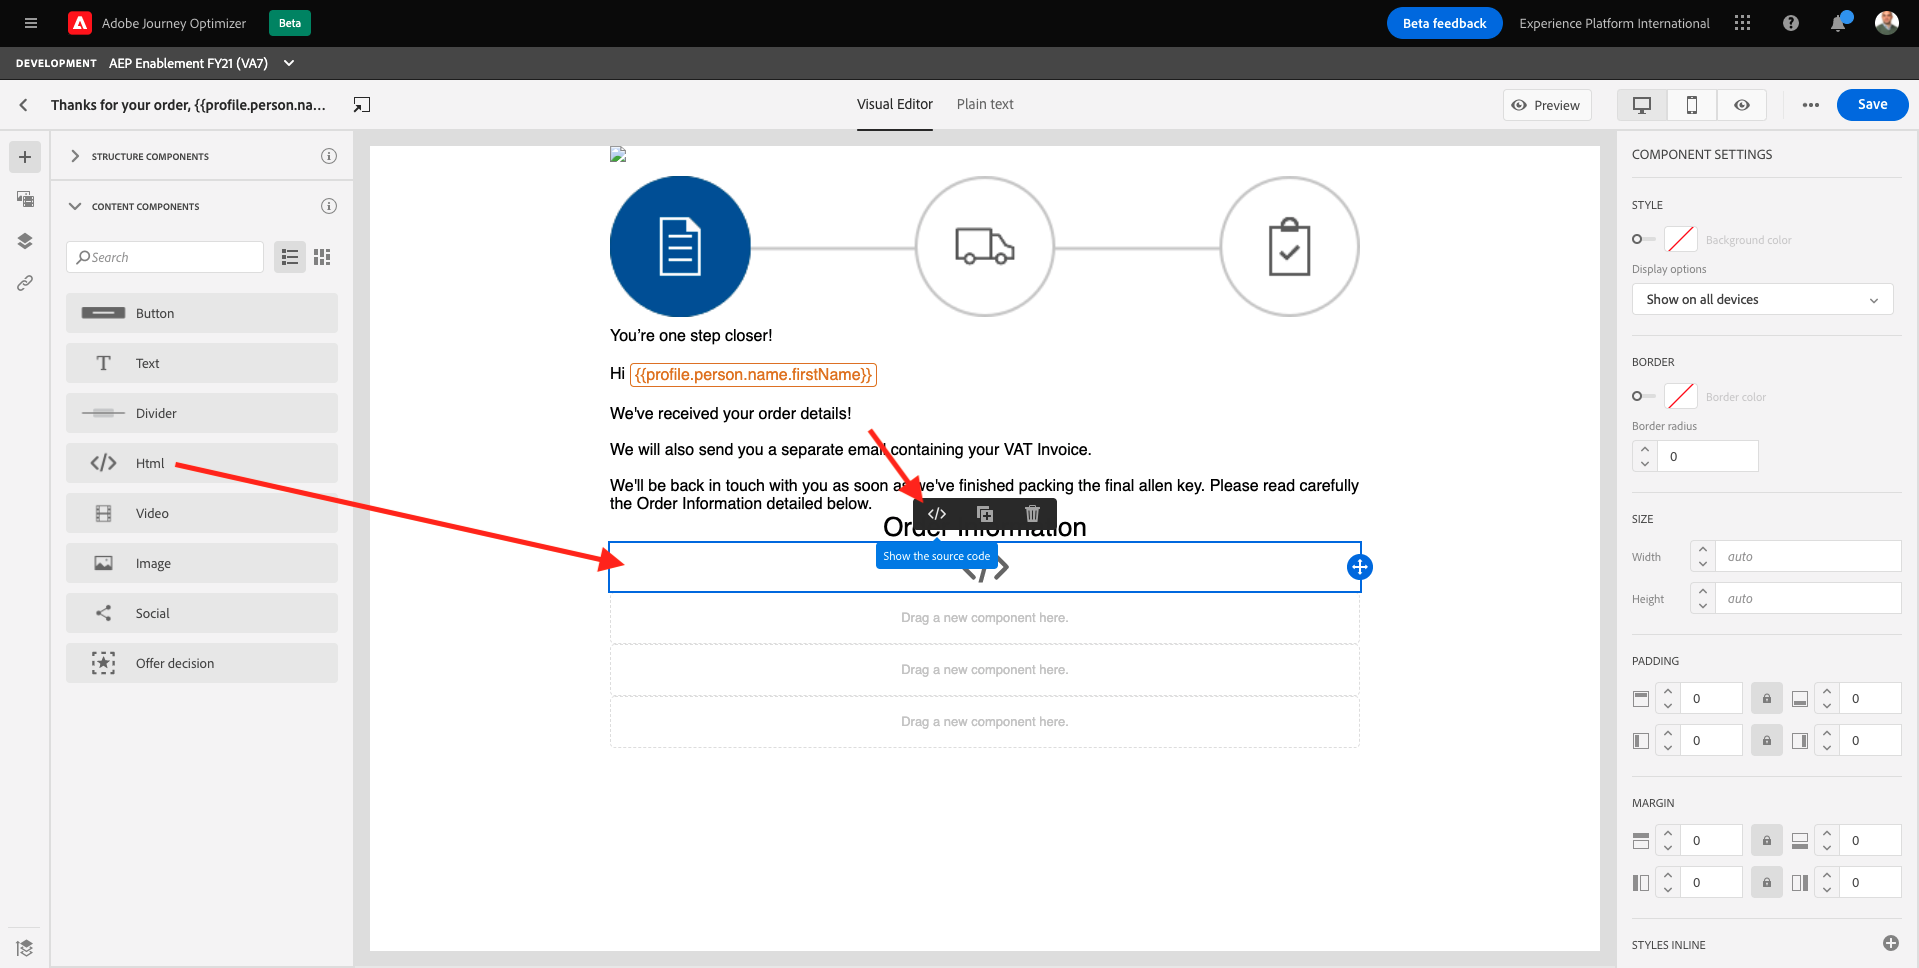 Adobe Journey Optimizer
Beta
Beta feedback
Experience Platform International
DEVELOPMENT
AEP Enablement FY21 (VA7)
Thanks for your order, {{profile.person.na...
Visual Editor
Plain text
Preview
Save
STRUCTURE COMPONENTS
CONTENT COMPONENTS
Search
Button
Text
Divider
Html
Video
Image
Social
Offer decision
You're one step closer!
Hi {{profile.person.name.firstName}}
We've received your order details!
We will also send you a separate email containing your VAT Invoice.
We'll be back in touch with you as soon as we've finished packing the final allen key. Please read carefully
the Order Information detailed below.
Order Information
Show the source code
Drag a new component here.
Drag a new component here.
Drag a new component here.
COMPONENT SETTINGS
STYLE
Background color
Display options
Show on all devices
BORDER
Border color
Border radius
0
SIZE
Width
auto
Height
auto
PADDING
0
0
0
0
MARGIN
0
0
0
0
STYLES INLINE